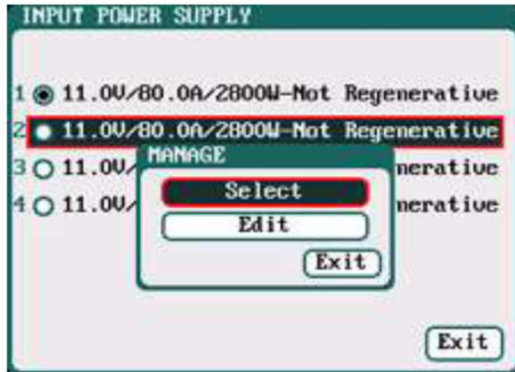 INPUT POWER SUPPLY
1 11.0V/80.0A/2800W-Not Regenerative
2 11.0V/80.0A/2800W-Not Regenerative
MANAGE
3 11.0V/ nerative
Select
4 11.0V/ nerative
Edit
Exit
Exit